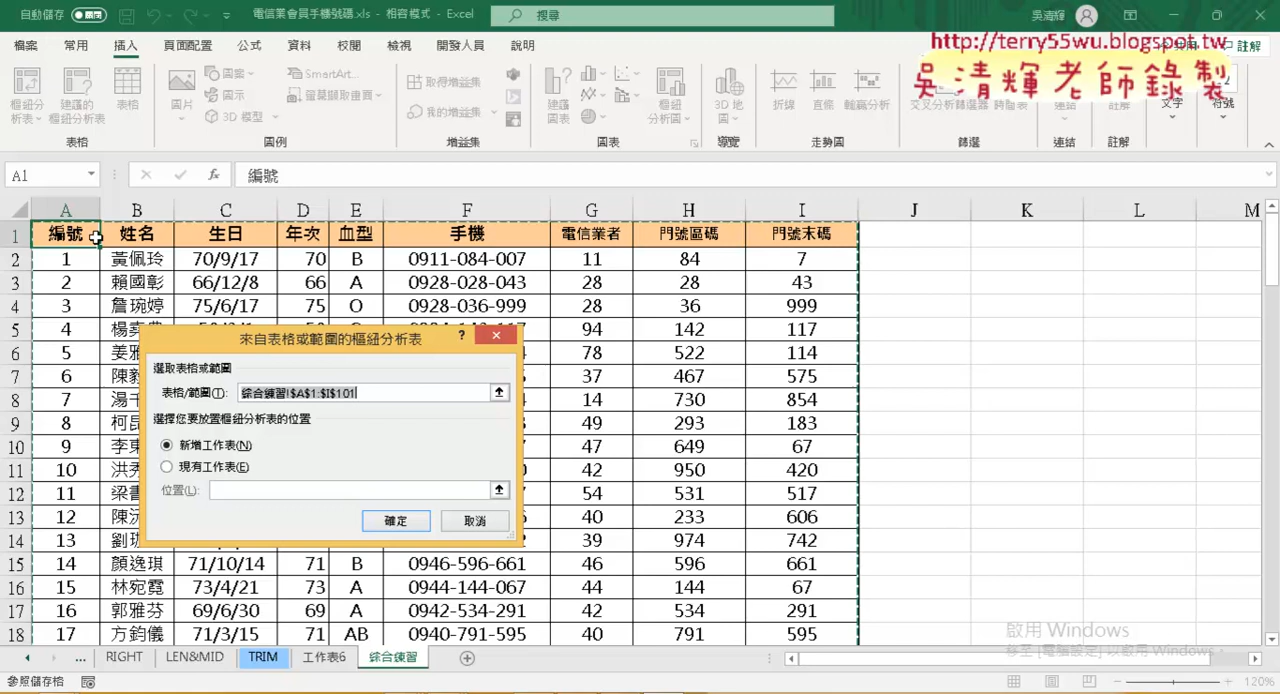 自動儲存 電信業會員手機號碼.xls - 相容模式 - Excel 搜尋 吳清輝
檔案 常用 插入 頁面配置 公式 資料 校閱 檢視 開發人員 說明 註解
http://terry55wu.blogspot.tw
吳清輝老師錄製
樞紐分析表 建議的樞紐分析表 表格 圖片 圖案 圖示 3D 模型 SmartArt... 螢幕擷取畫面 取得增益集 我的增益集 建議圖表 樞紐分析圖 3D 地圖 折線 直條 輸贏分析 交叉分析篩選器 時間表 連結 註解 文字 符號
表格 圖例 增益集 圖表 導覽 走勢圖 篩選 連結 註解
A1 fx 編號
A B C D E F G H I J K L M
1 編號 姓名 生日 年次 血型 手機 電信業者 門號區碼 門號末碼
2 1 黃佩玲 70/9/17 70 B 0911-084-007 11 84 7
3 2 賴國彰 66/12/8 66 A 0928-028-043 28 28 43
4 3 詹琬婷 75/6/17 75 O 0928-036-999 28 36 999
5 4 94 142 117
6 5 78 522 114
7 6 37 467 575
8 7 14 730 854
9 8 49 293 183
10 9 47 649 67
11 10 42 950 420
12 11 54 531 517
13 12 40 233 606
14 13 39 974 742
15 14 顏逸琪 71/10/14 71 B 0946-596-661 46 596 661
16 15 林宛霓 73/4/21 73 A 0944-144-067 44 144 67
17 16 郭雅芬 69/6/30 69 A 0942-534-291 42 534 291
18 17 方鈞儀 71/3/15 71 AB 0940-791-595 40 791 595
來自表格或範圍的樞紐分析表 ?
選取表格或範圍
表格/範圍(T): 綜合練習!$A$1:$I$101
選擇您要放置樞紐分析表的位置
新增工作表(N)
現有工作表(E)
位置(L):
確定 取消
啟用 Windows
移至 [電腦設定] 以啟用 Windows。
... RIGHT LEN&MID TRIM 工作表6 綜合練習
參照儲存格 120%